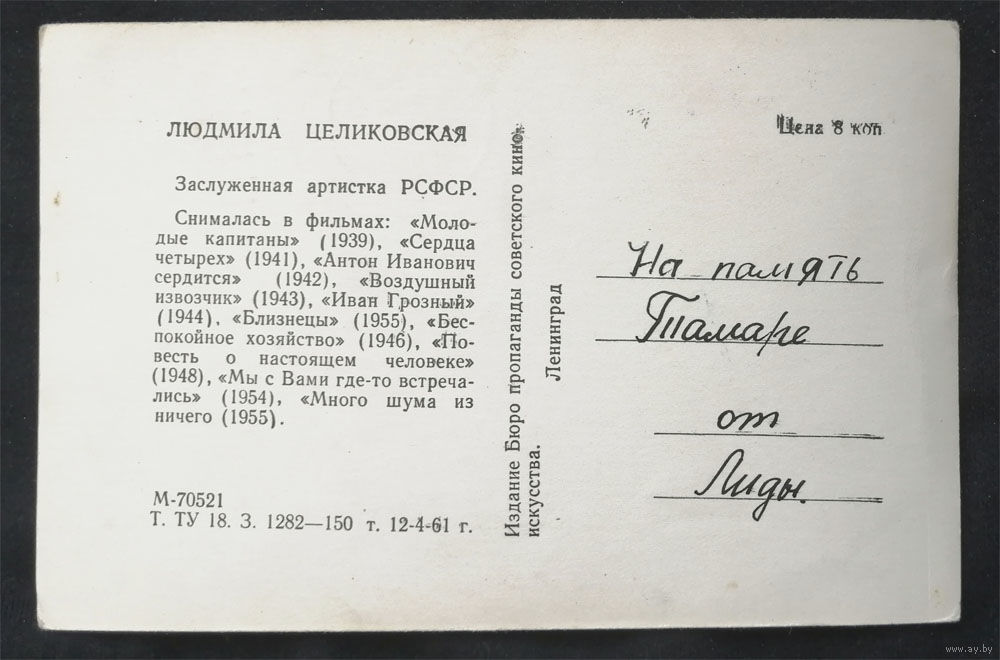 ЛЮДМИЛА ЦЕЛИКОВСКАЯ
Заслуженная артистка РСФСР.
Снималась в фильмах: «Моло-
дые капитаны» (1939), «Сердца
четырех» (1941), «Антон Иванович
сердится» (1942), «Воздушный
извозчик» (1943), «Иван Грозный»
(1944), «Близнецы» (1955), «Бес-
покойное хозяйство» (1946), «По-
весть о настоящем человеке»
(1948), «Мы с Вами где-то встреча-
лись» (1954), «Много шума из
ничего (1955).
М-70521
Т. ТУ 18. З. 1282—150 т. 12-4-61 г.
Издание Бюро пропаганды советского кино-
искусства.
Ленинград
Цена 8 коп
На память
Тамаре
от
Лиды.
www.ay.by